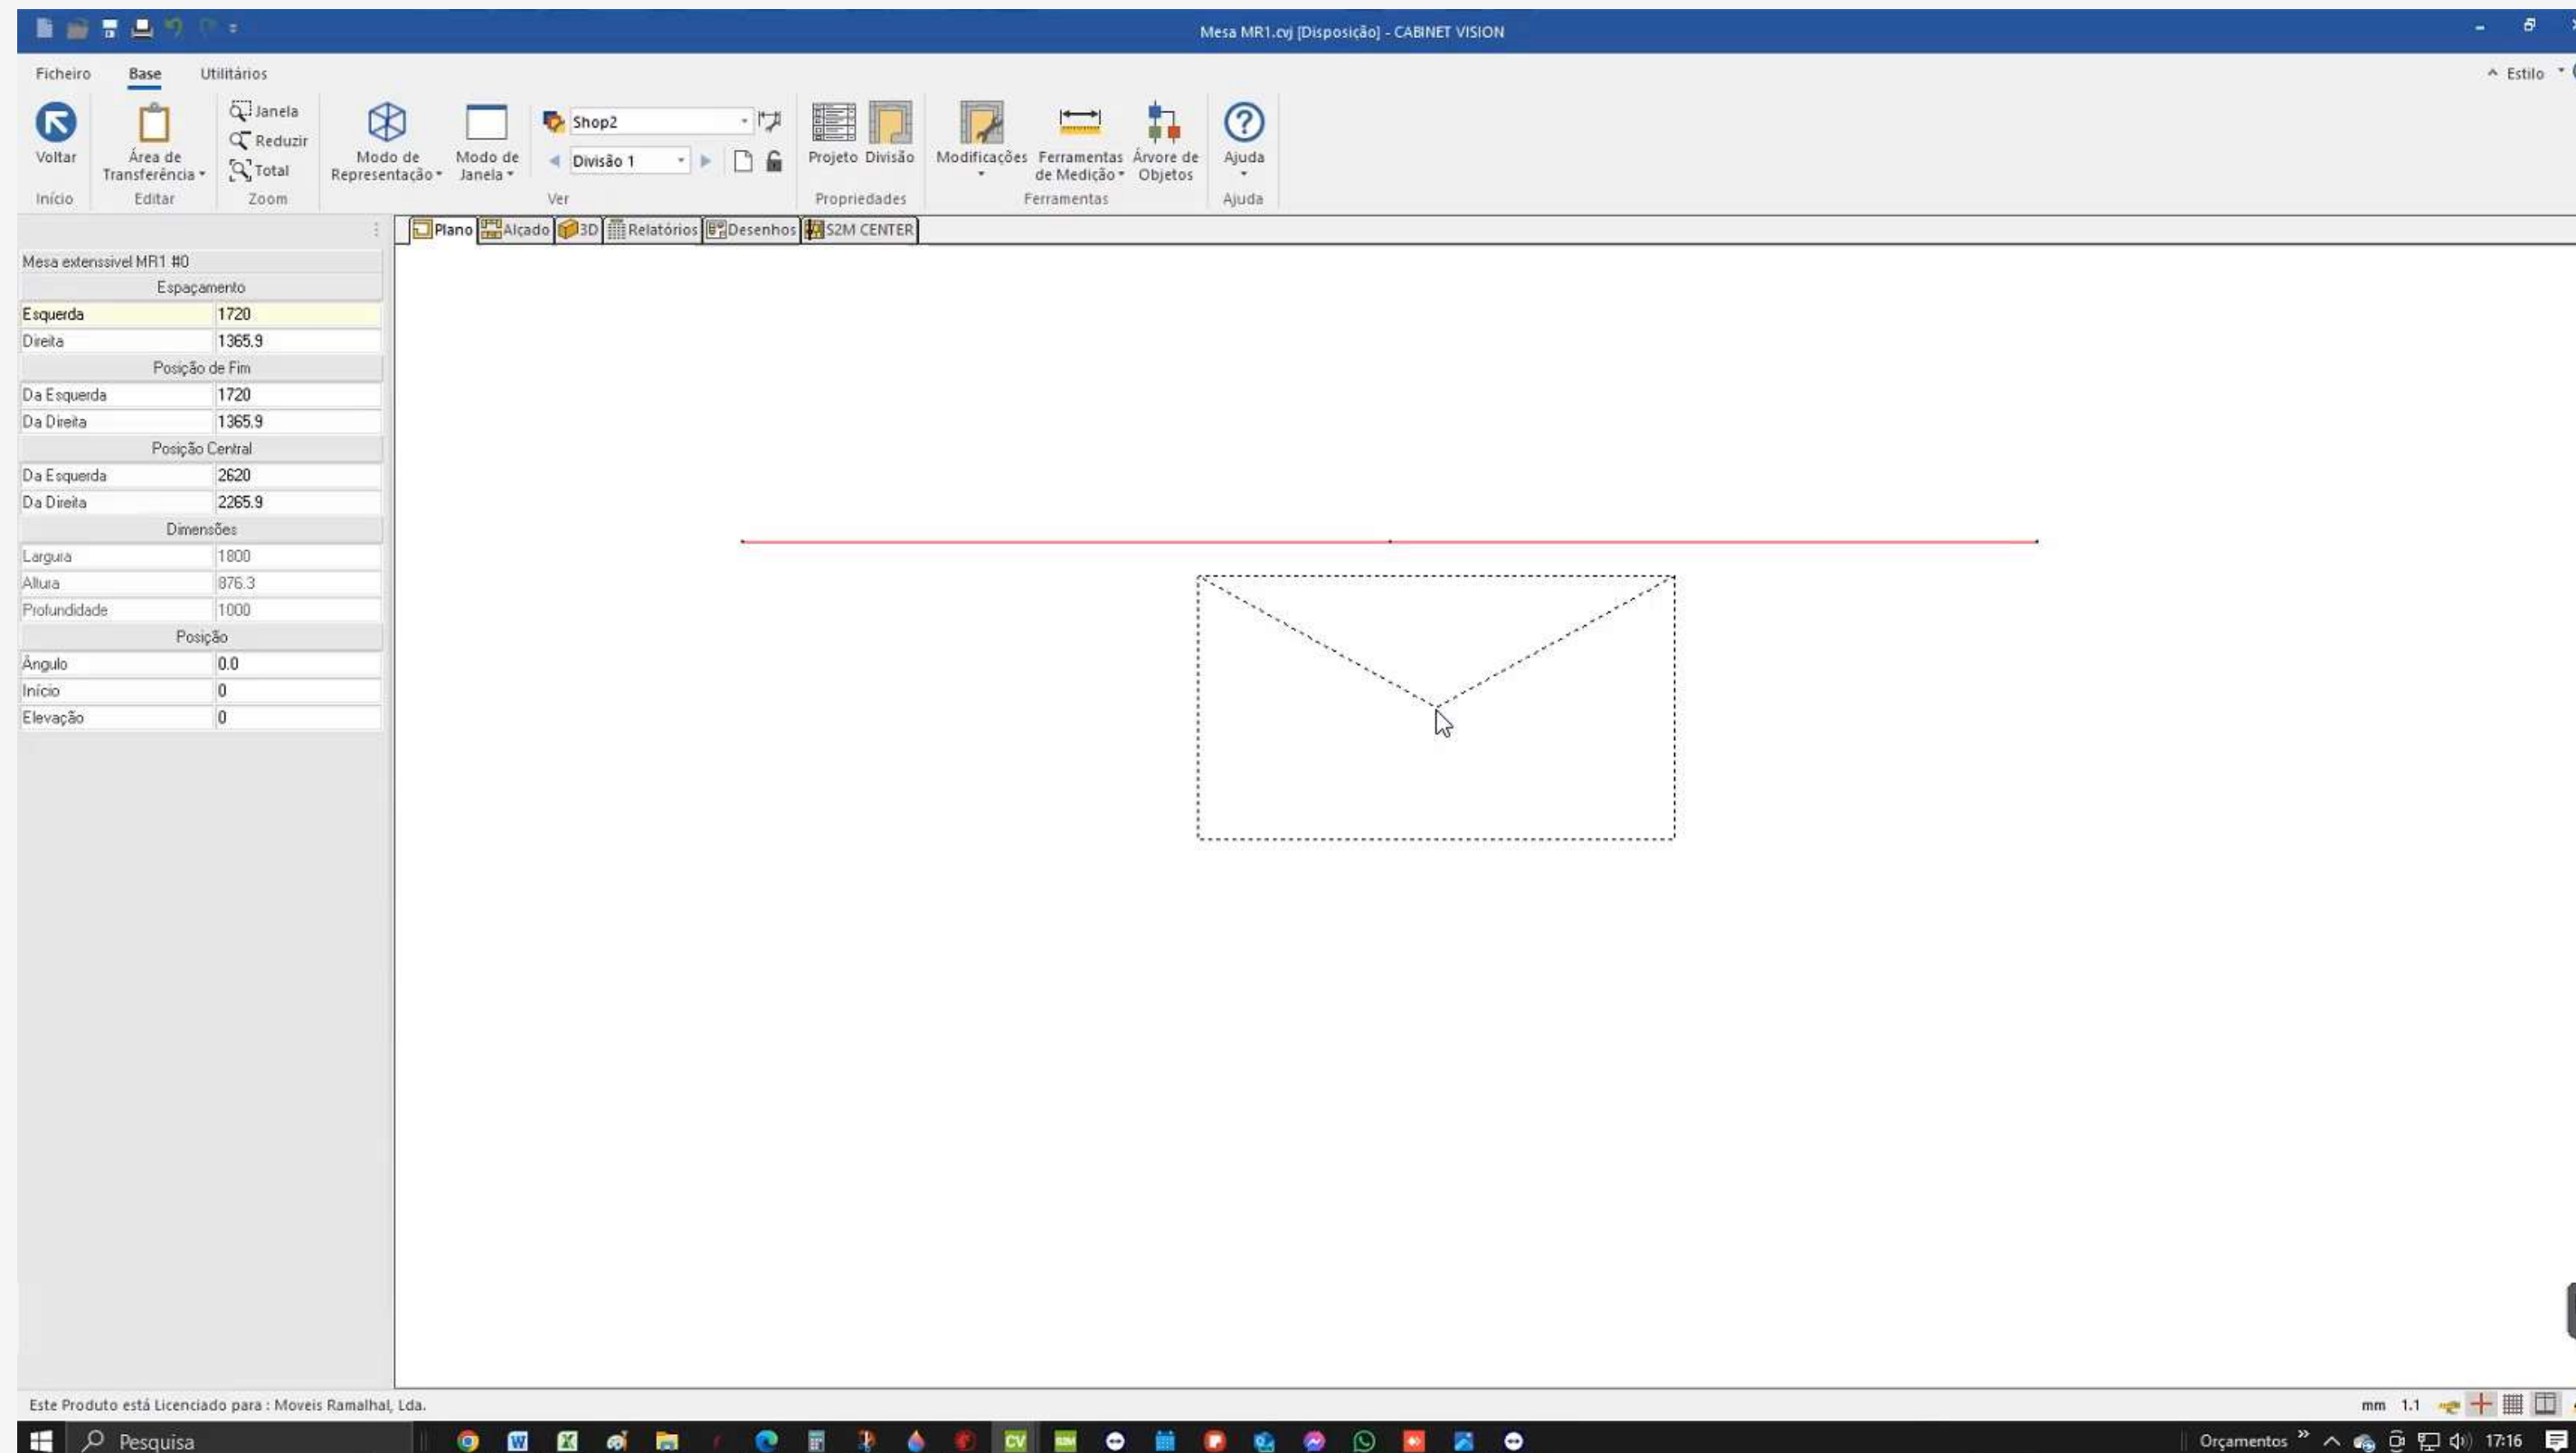 Mesa MR1.cvj [Disposição] - CABINET VISION
Ficheiro Base Utilitários
Estilo
Janela
Reduzir
Total
Voltar
Área de Transferência
Modo de Representação
Modo de Janela
Shop2
Divisão 1
Projeto Divisão
Modificações
Ferramentas de Medição
Árvore de Objetos
Ajuda
Início Editar Zoom Ver Propriedades Ferramentas Ajuda
Plano Alçado 3D Relatórios Desenhos S2M CENTER
Mesa extenssivel MR1 #0
Espaçamento
Esquerda 1720
Direita 1365.9
Posição de Fim
Da Esquerda 1720
Da Direita 1365.9
Posição Central
Da Esquerda 2620
Da Direita 2265.9
Dimensões
Largura 1800
Altura 876.3
Profundidade 1000
Posição
Ângulo 0.0
Início 0
Elevação 0
Este Produto está Licenciado para : Moveis Ramalhal, Lda.
mm 1.1
Pesquisa
CV
S2M
Orçamentos
17:16